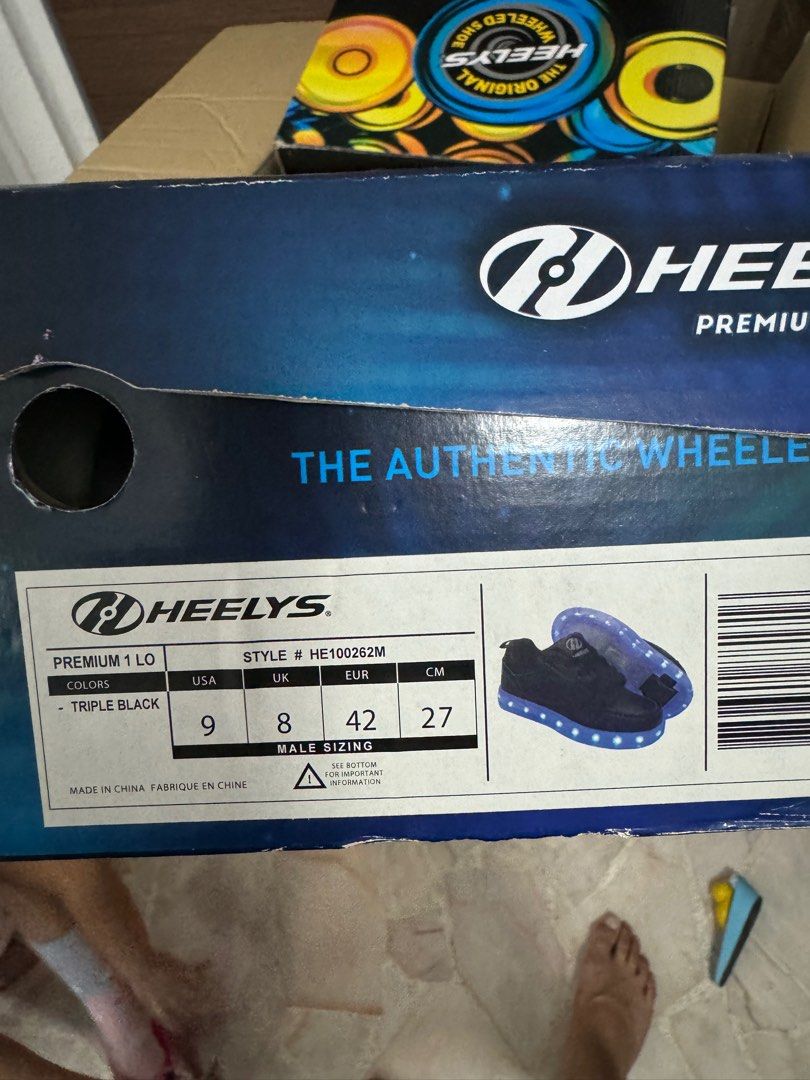 THE ORIGINAL
HEELYS
WHEELED SHOE
HEE
PREMIU
THE AUTHENTIC WHEELE
HEELYS®
PREMIUM 1 LO
STYLE # HE100262M
COLORS USA UK EUR CM
- TRIPLE BLACK 9 8 42 27
MALE SIZING
SEE BOTTOM
FOR IMPORTANT
INFORMATION
!
MADE IN CHINA FABRIQUE EN CHINE